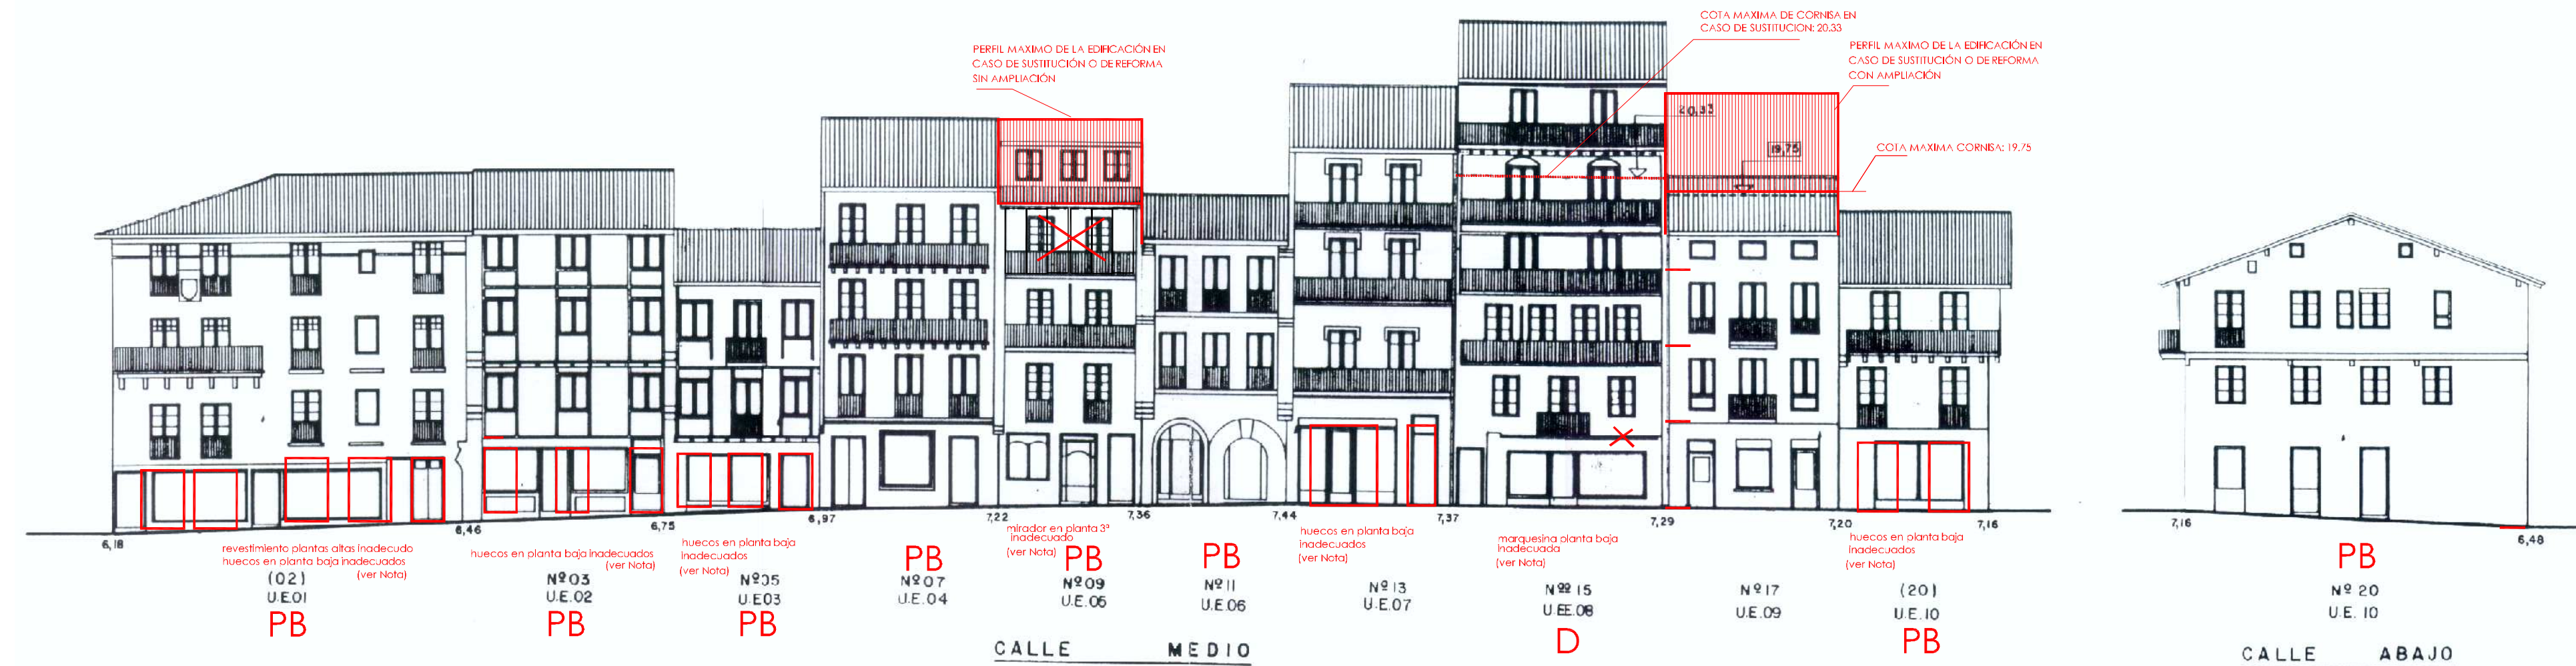 COTA MAXIMA DE CORNISA EN
CASO DE SUSTITUCION: 20.33
PERFIL MAXIMO DE LA EDIFICACIÓN EN
CASO DE SUSTITUCIÓN O DE REFORMA
SIN AMPLIACIÓN
PERFIL MAXIMO DE LA EDIFICACIÓN EN
CASO DE SUSTITUCIÓN O DE REFORMA
CON AMPLIACIÓN
20,33
19,75
COTA MAXIMA CORNISA: 19.75
6,18
6,46
6,75
6,97
7,22
7,36
7,44
7,37
7,29
7,20
7,16
7,16
6,48
revestimiento plantas altas inadecudo
huecos en planta baja inadecuados
(ver Nota)
(02)
U.E.01
PB
huecos en planta baja inadecuados
(ver Nota)
Nº03
U.E.02
PB
huecos en planta baja
inadecuados
(ver Nota)
Nº05
U.E03
PB
PB
Nº07
U.E.04
mirador en planta 3ª
inadecuado
(ver Nota)
PB
Nº09
U.E.05
PB
Nº11
U.E.06
huecos en planta baja
inadecuados
(ver Nota)
Nº13
U.E.07
marquesina planta baja
inadecuada
(ver Nota)
Nº 15
U.E.08
D
Nº17
U.E.09
huecos en planta baja
inadecuados
(ver Nota)
(20)
U.E.10
PB
PB
Nº 20
U.E. 10
CALLE MEDIO
CALLE ABAJO